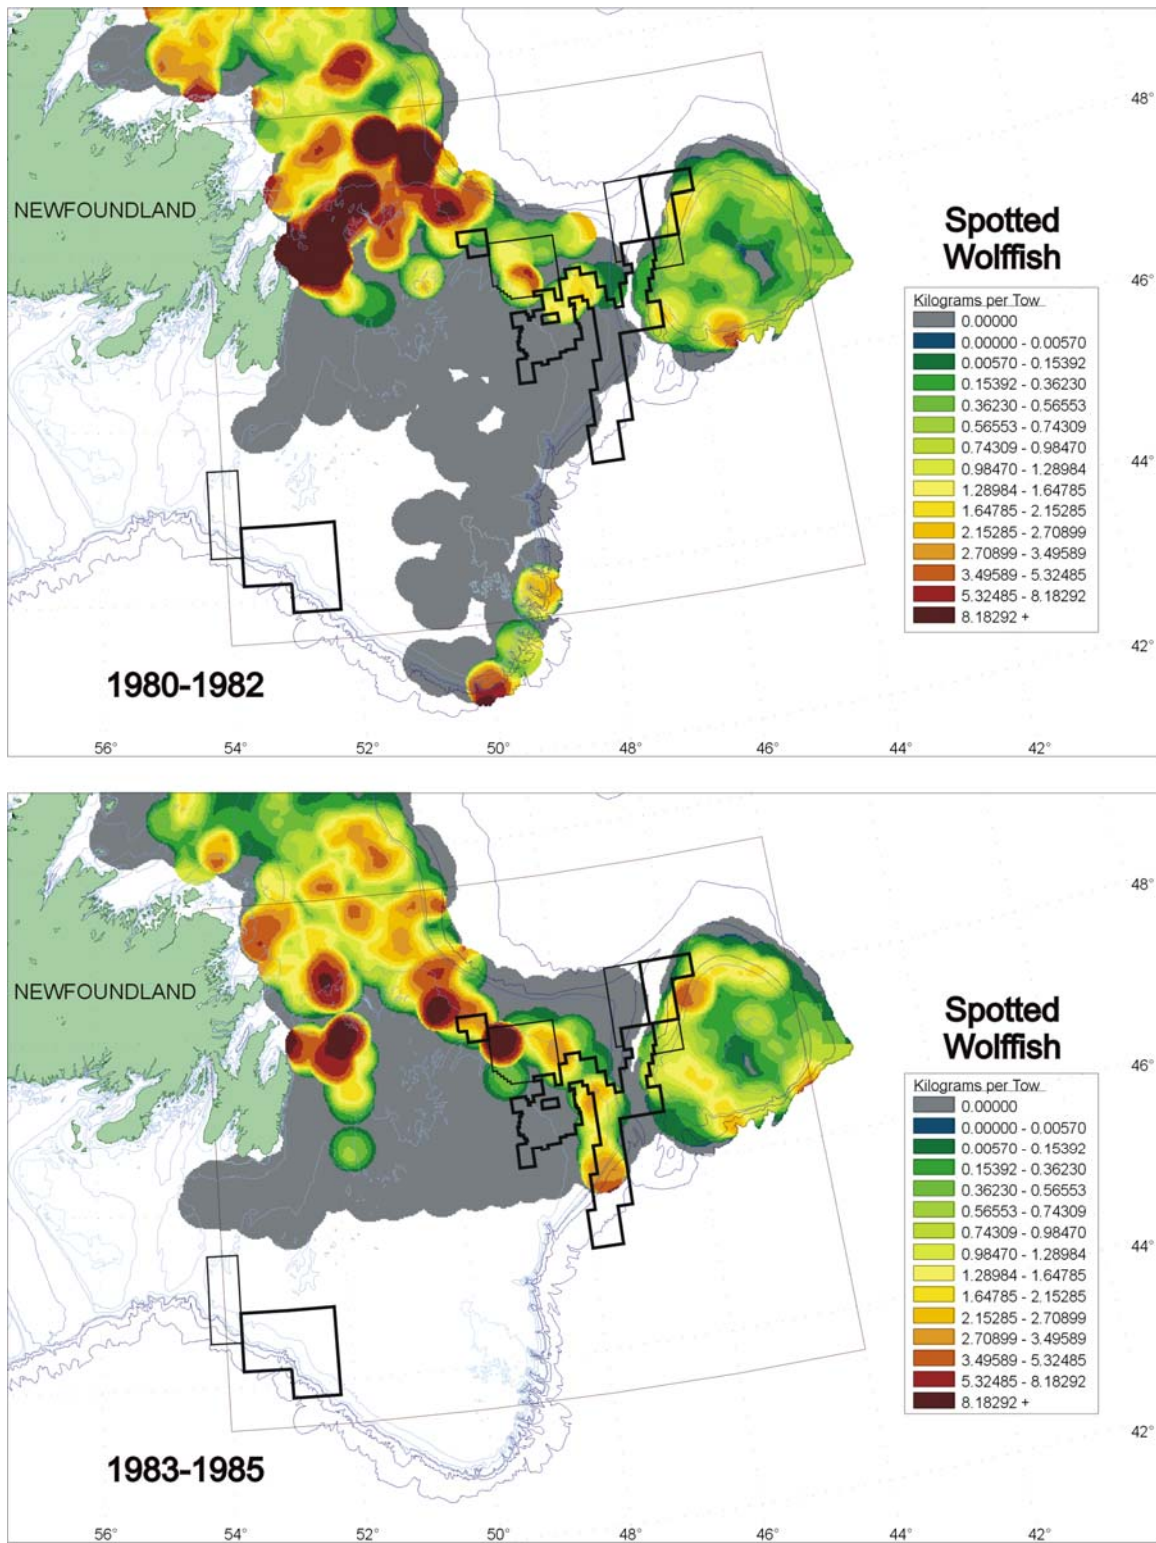 48°
NEWFOUNDLAND
Spotted
Wolffish
46°
Kilograms per Tow
0.00000
0.00000 - 0.00570
0.00570 - 0.15392
0.15392 - 0.36230
0.36230 - 0.56553
0.56553 - 0.74309
0.74309 - 0.98470
0.98470 - 1.28984
1.28984 - 1.64785
1.64785 - 2.15285
2.15285 - 2.70899
2.70899 - 3.49589
3.49589 - 5.32485
5.32485 - 8.18292
8.18292 +
44°
42°
1980-1982
56° 54° 52° 50° 48° 46° 44° 42°
48°
NEWFOUNDLAND
Spotted
Wolffish
46°
Kilograms per Tow
0.00000
0.00000 - 0.00570
0.00570 - 0.15392
0.15392 - 0.36230
0.36230 - 0.56553
0.56553 - 0.74309
0.74309 - 0.98470
0.98470 - 1.28984
1.28984 - 1.64785
1.64785 - 2.15285
2.15285 - 2.70899
2.70899 - 3.49589
3.49589 - 5.32485
5.32485 - 8.18292
8.18292 +
44°
42°
1983-1985
56° 54° 52° 50° 48° 46° 44° 42°